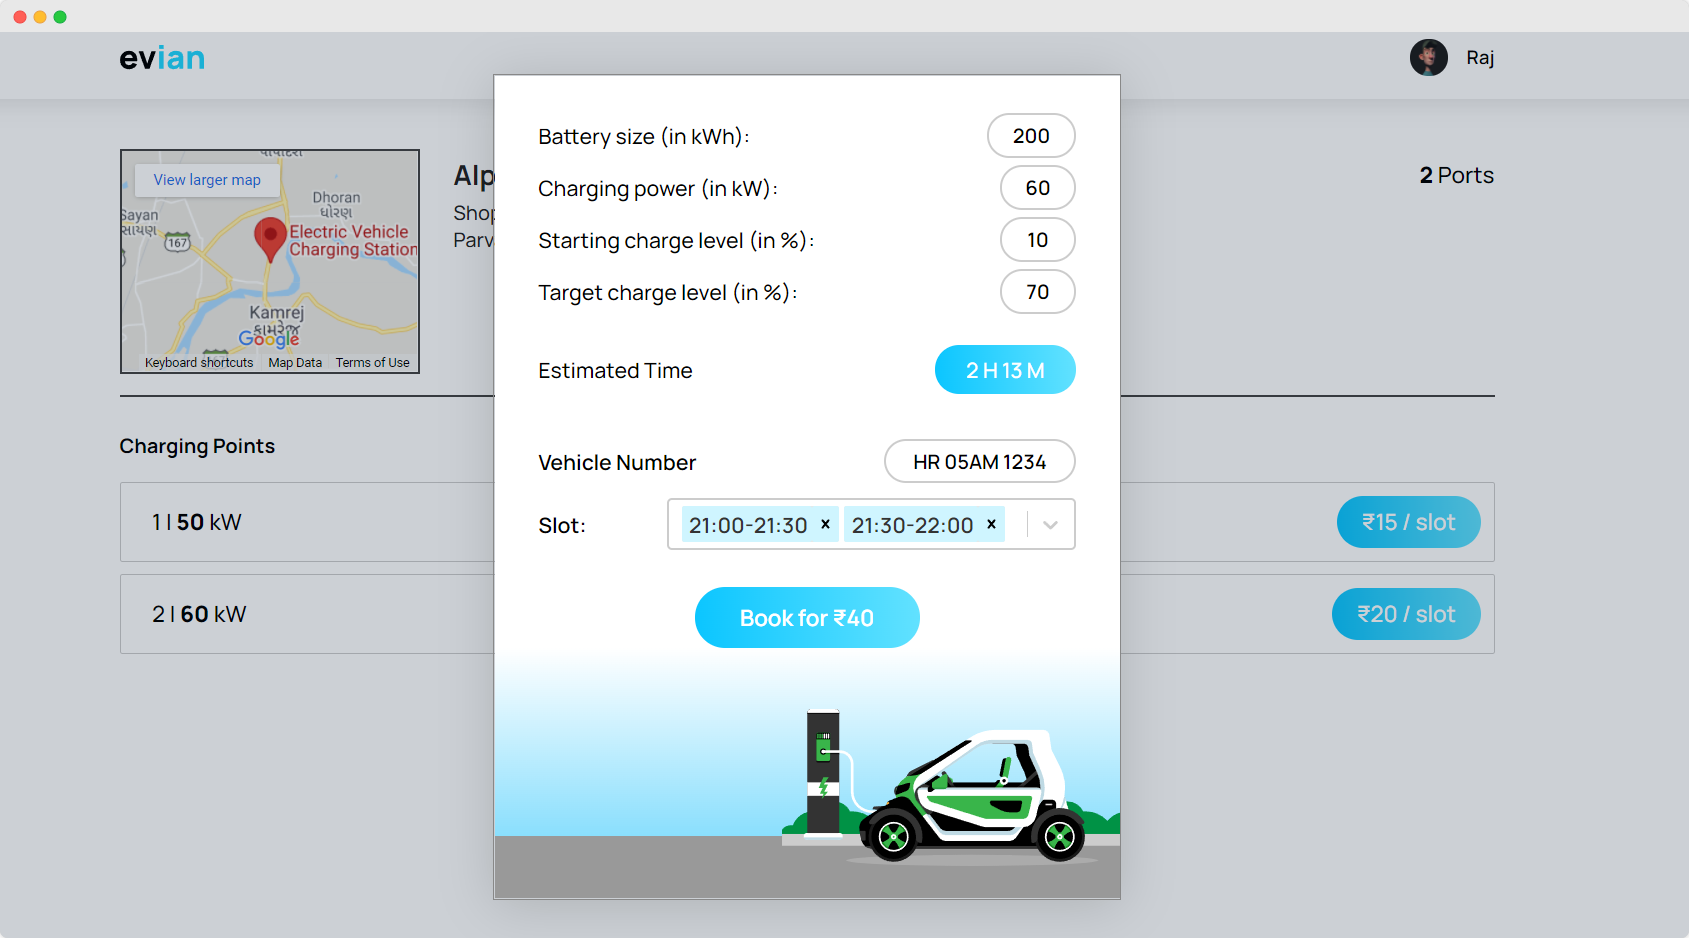 evian
Raj
View larger map
Dhoran
ધોરણ
Sayan
સાયણ
167
Electric Vehicle
Charging Station
Kamrej
કામરેજ
Google
Keyboard shortcuts Map Data Terms of Use
2 Ports
Charging Points
1 | 50 kW
₹15 / slot
2 | 60 kW
₹20 / slot
Battery size (in kWh): 200
Charging power (in kW): 60
Starting charge level (in %): 10
Target charge level (in %): 70
Estimated Time 2 H 13 M
Vehicle Number HR 05AM 1234
Slot: 21:00-21:30 × 21:30-22:00 ×
Book for ₹40